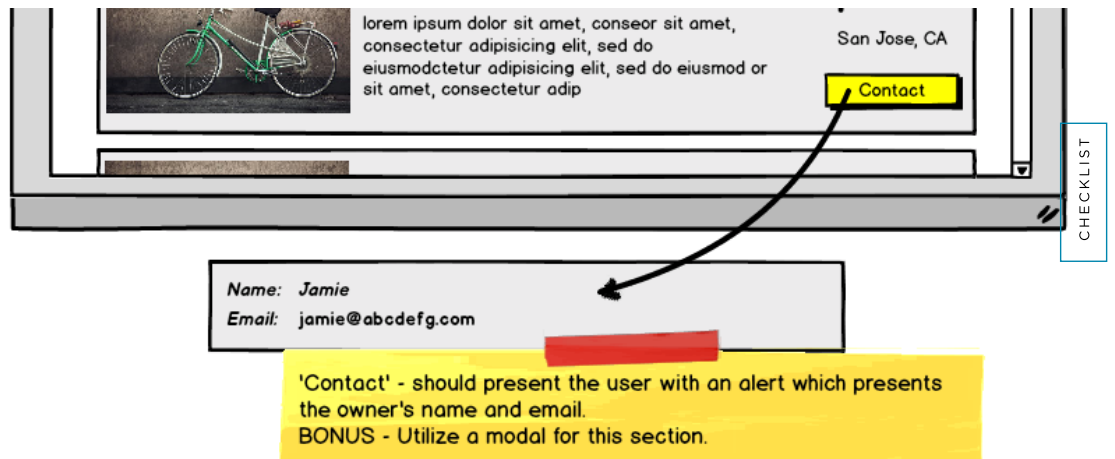 lorem ipsum dolor sit amet, conseor sit amet,
consectetur adipisicing elit, sed do
eiusmodctetur adipisicing elit, sed do eiusmod or
sit amet, consectetur adip
San Jose, CA
Contact
CHECKLIST
Name: Jamie
Email: jamie@abcdefg.com
'Contact' - should present the user with an alert which presents
the owner's name and email.
BONUS - Utilize a modal for this section.